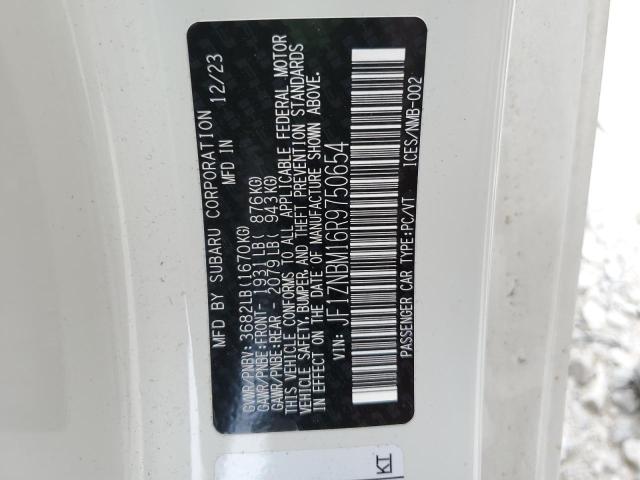 MFD BY SUBARU CORPORATION 12/23
MFD IN
GAWR/PNBV: 3682LB(1670KG)
GAWR/PNBE:FRONT- 1931LB( 876KG)
GAWR/PNBE:REAR - 2079LB( 943KG)
THIS VEHICLE CONFORMS TO ALL APPLICABLE FEDERAL MOTOR
VEHICLE SAFETY, BUMPER, AND THEFT PREVENTION STANDARDS
IN EFFECT ON THE DATE OF MANUFACTURE SHOWN ABOVE.
VIN: JF1ZNBM16R9750654
PASSENGER CAR TYPE:PC/VT ICES/NMB-002
KT